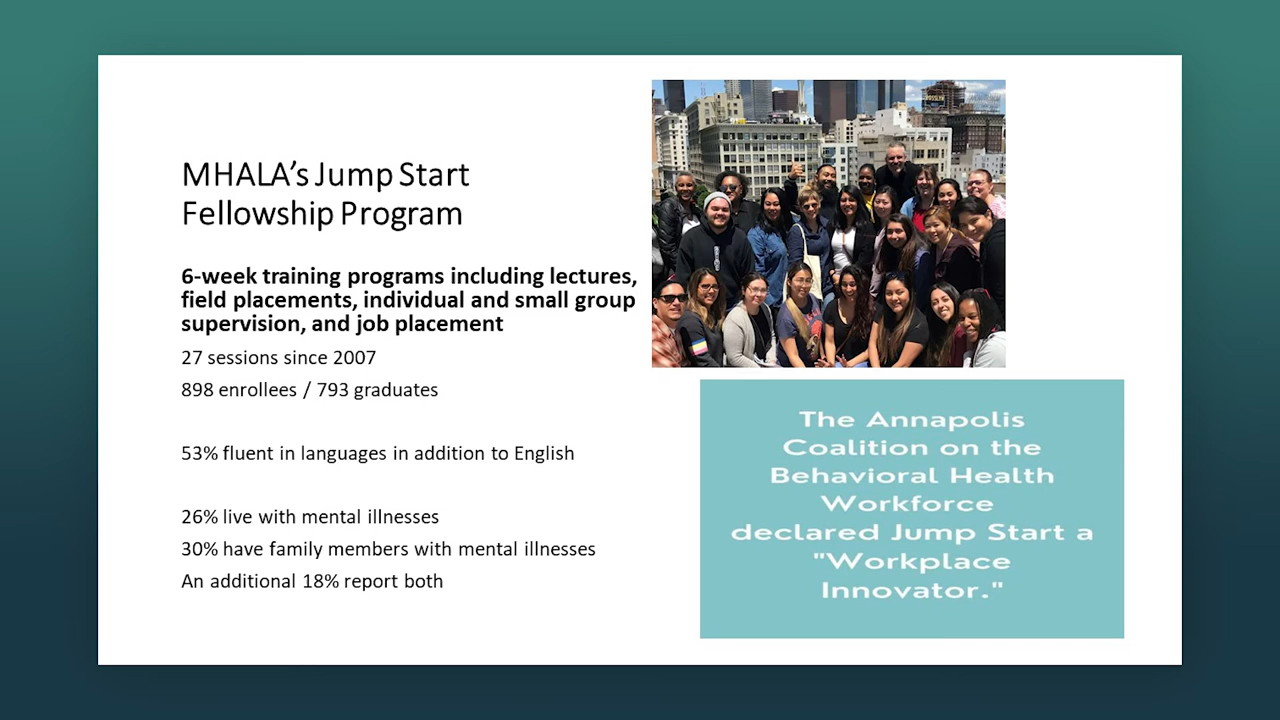 MHALA’s Jump Start
Fellowship Program
6-week training programs including lectures,
field placements, individual and small group
supervision, and job placement
27 sessions since 2007
898 enrollees / 793 graduates
53% fluent in languages in addition to English
26% live with mental illnesses
30% have family members with mental illnesses
An additional 18% report both
ROSSLYN
The Annapolis
Coalition on the
Behavioral Health
Workforce
declared Jump Start a
"Workplace
Innovator."